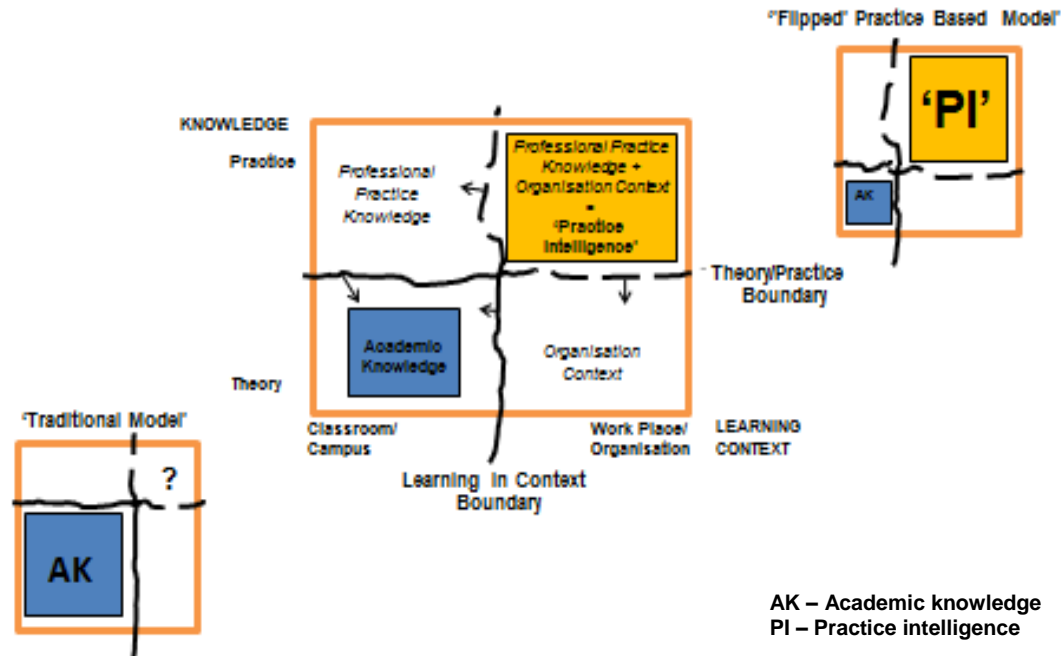 "Flipped' Practice Based Model'
'PI'
AK
KNOWLEDGE
Practice
Professional
Practice
Knowledge
Professional Practice
Knowledge +
Organisation Context
=
'Practice
Intelligence'
Theory/Practice
Boundary
Academic
Knowledge
Organisation
Context
Theory
Classroom/
Campus
Work Place/
Organisation
LEARNING
CONTEXT
Learning In Context
Boundary
'Traditional Model'
?
AK
AK – Academic knowledge
PI – Practice intelligence